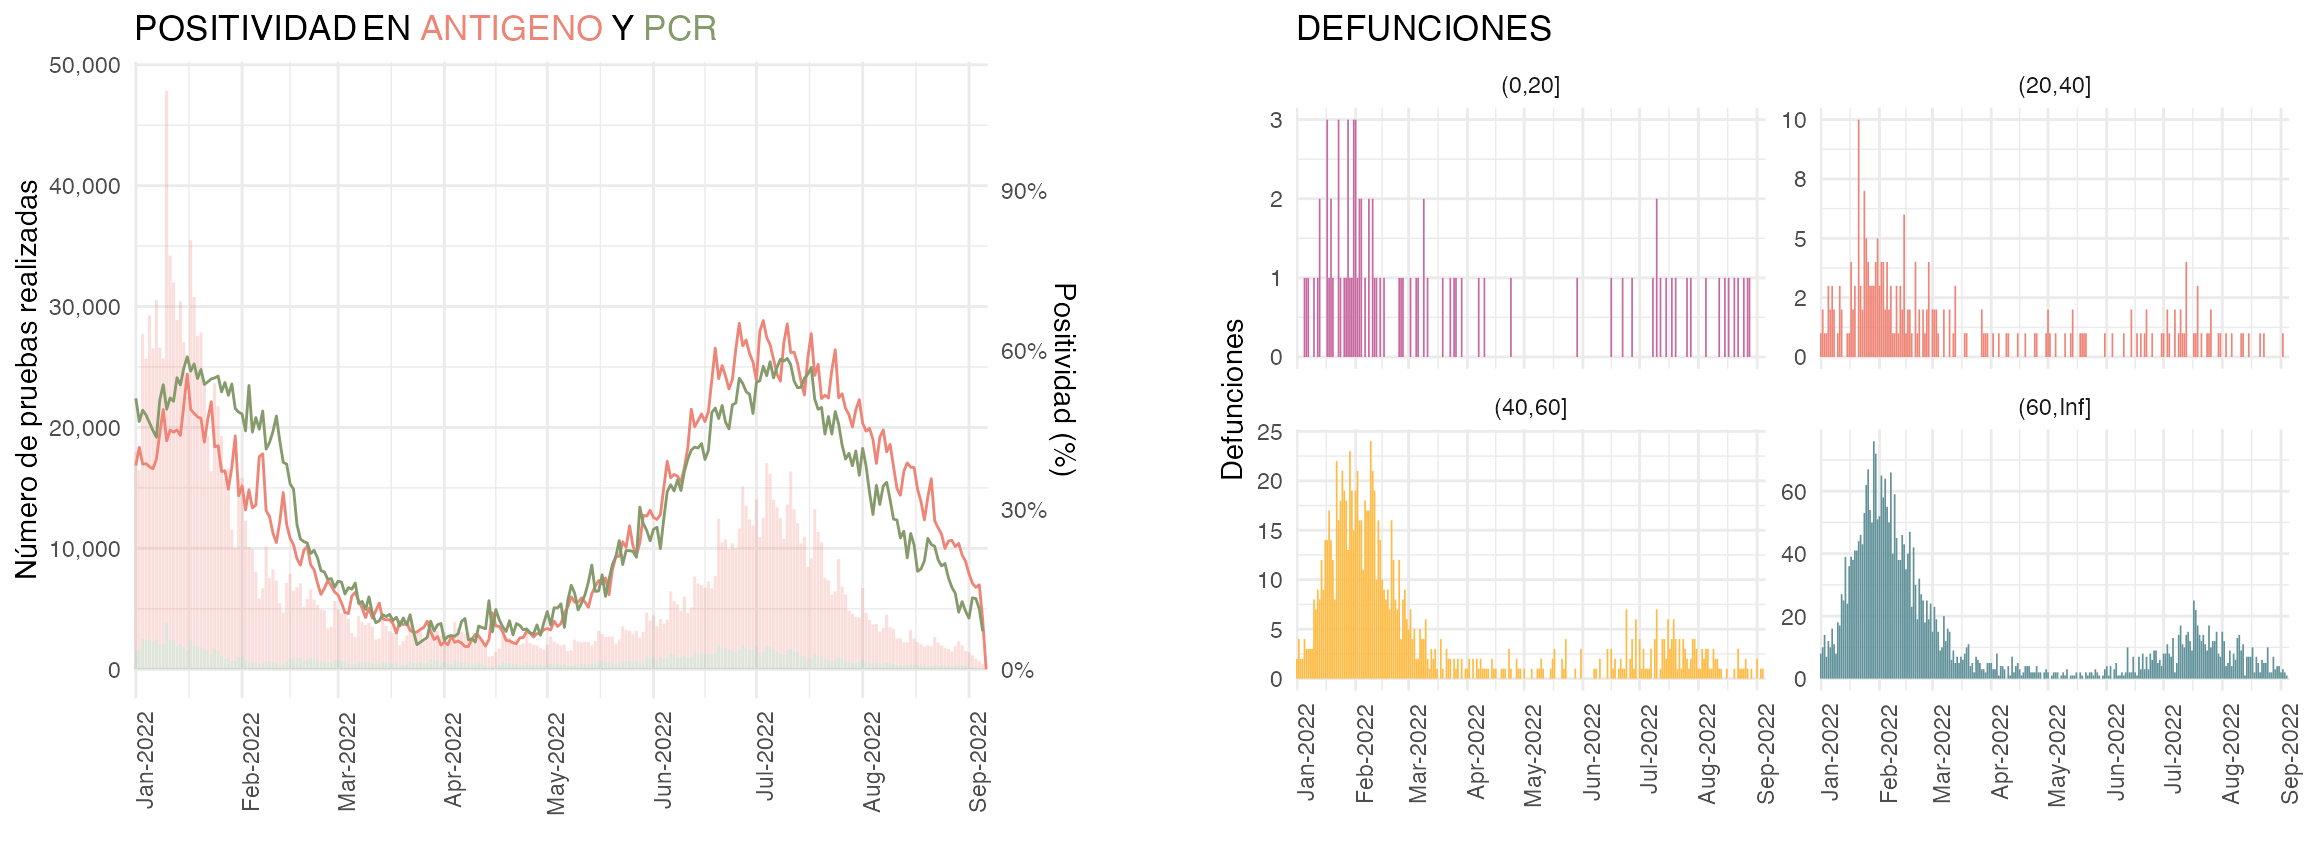 POSITIVIDAD EN ANTIGENO Y PCR
50,000
40,000
30,000
20,000
10,000
0
Número de pruebas realizadas
90%
60%
30%
0%
Positividad (%)
Jan-2022
Feb-2022
Mar-2022
Apr-2022
May-2022
Jun-2022
Jul-2022
Aug-2022
Sep-2022
DEFUNCIONES
Defunciones
(0,20]
3
2
1
0
(20,40]
10
8
5
2
0
(40,60]
25
20
15
10
5
0
Jan-2022
Feb-2022
Mar-2022
Apr-2022
May-2022
Jun-2022
Jul-2022
Aug-2022
Sep-2022
(60,Inf]
60
40
20
0
Jan-2022
Feb-2022
Mar-2022
Apr-2022
May-2022
Jun-2022
Jul-2022
Aug-2022
Sep-2022